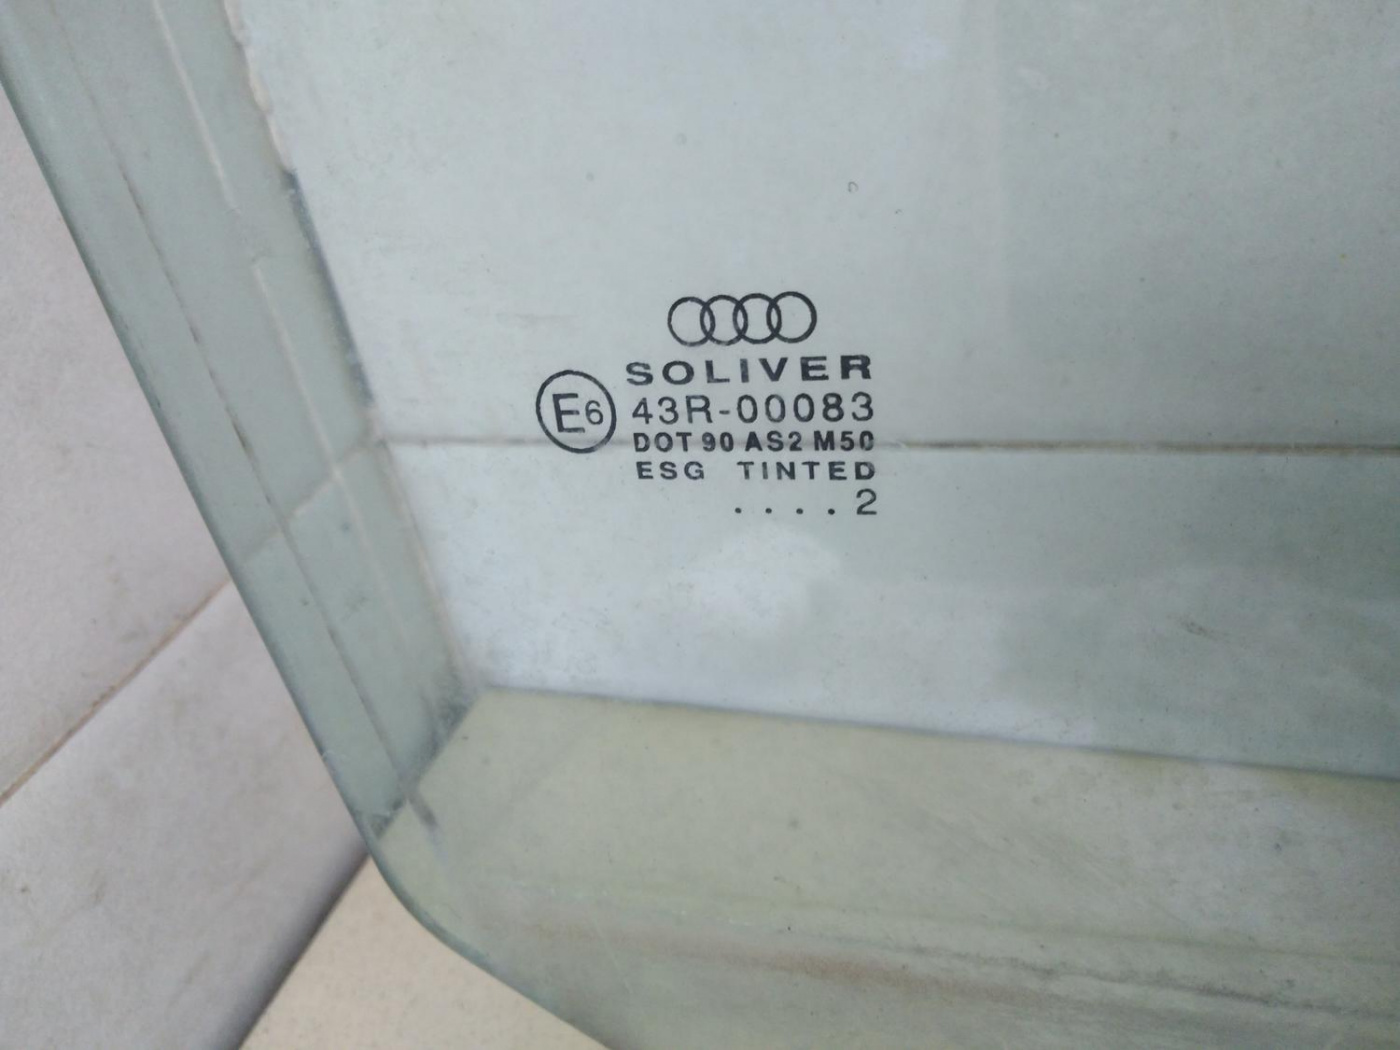 SOLIVER
E6 43R-00083
DOT 90 AS2 M50
ESG TINTED
. . . . 2